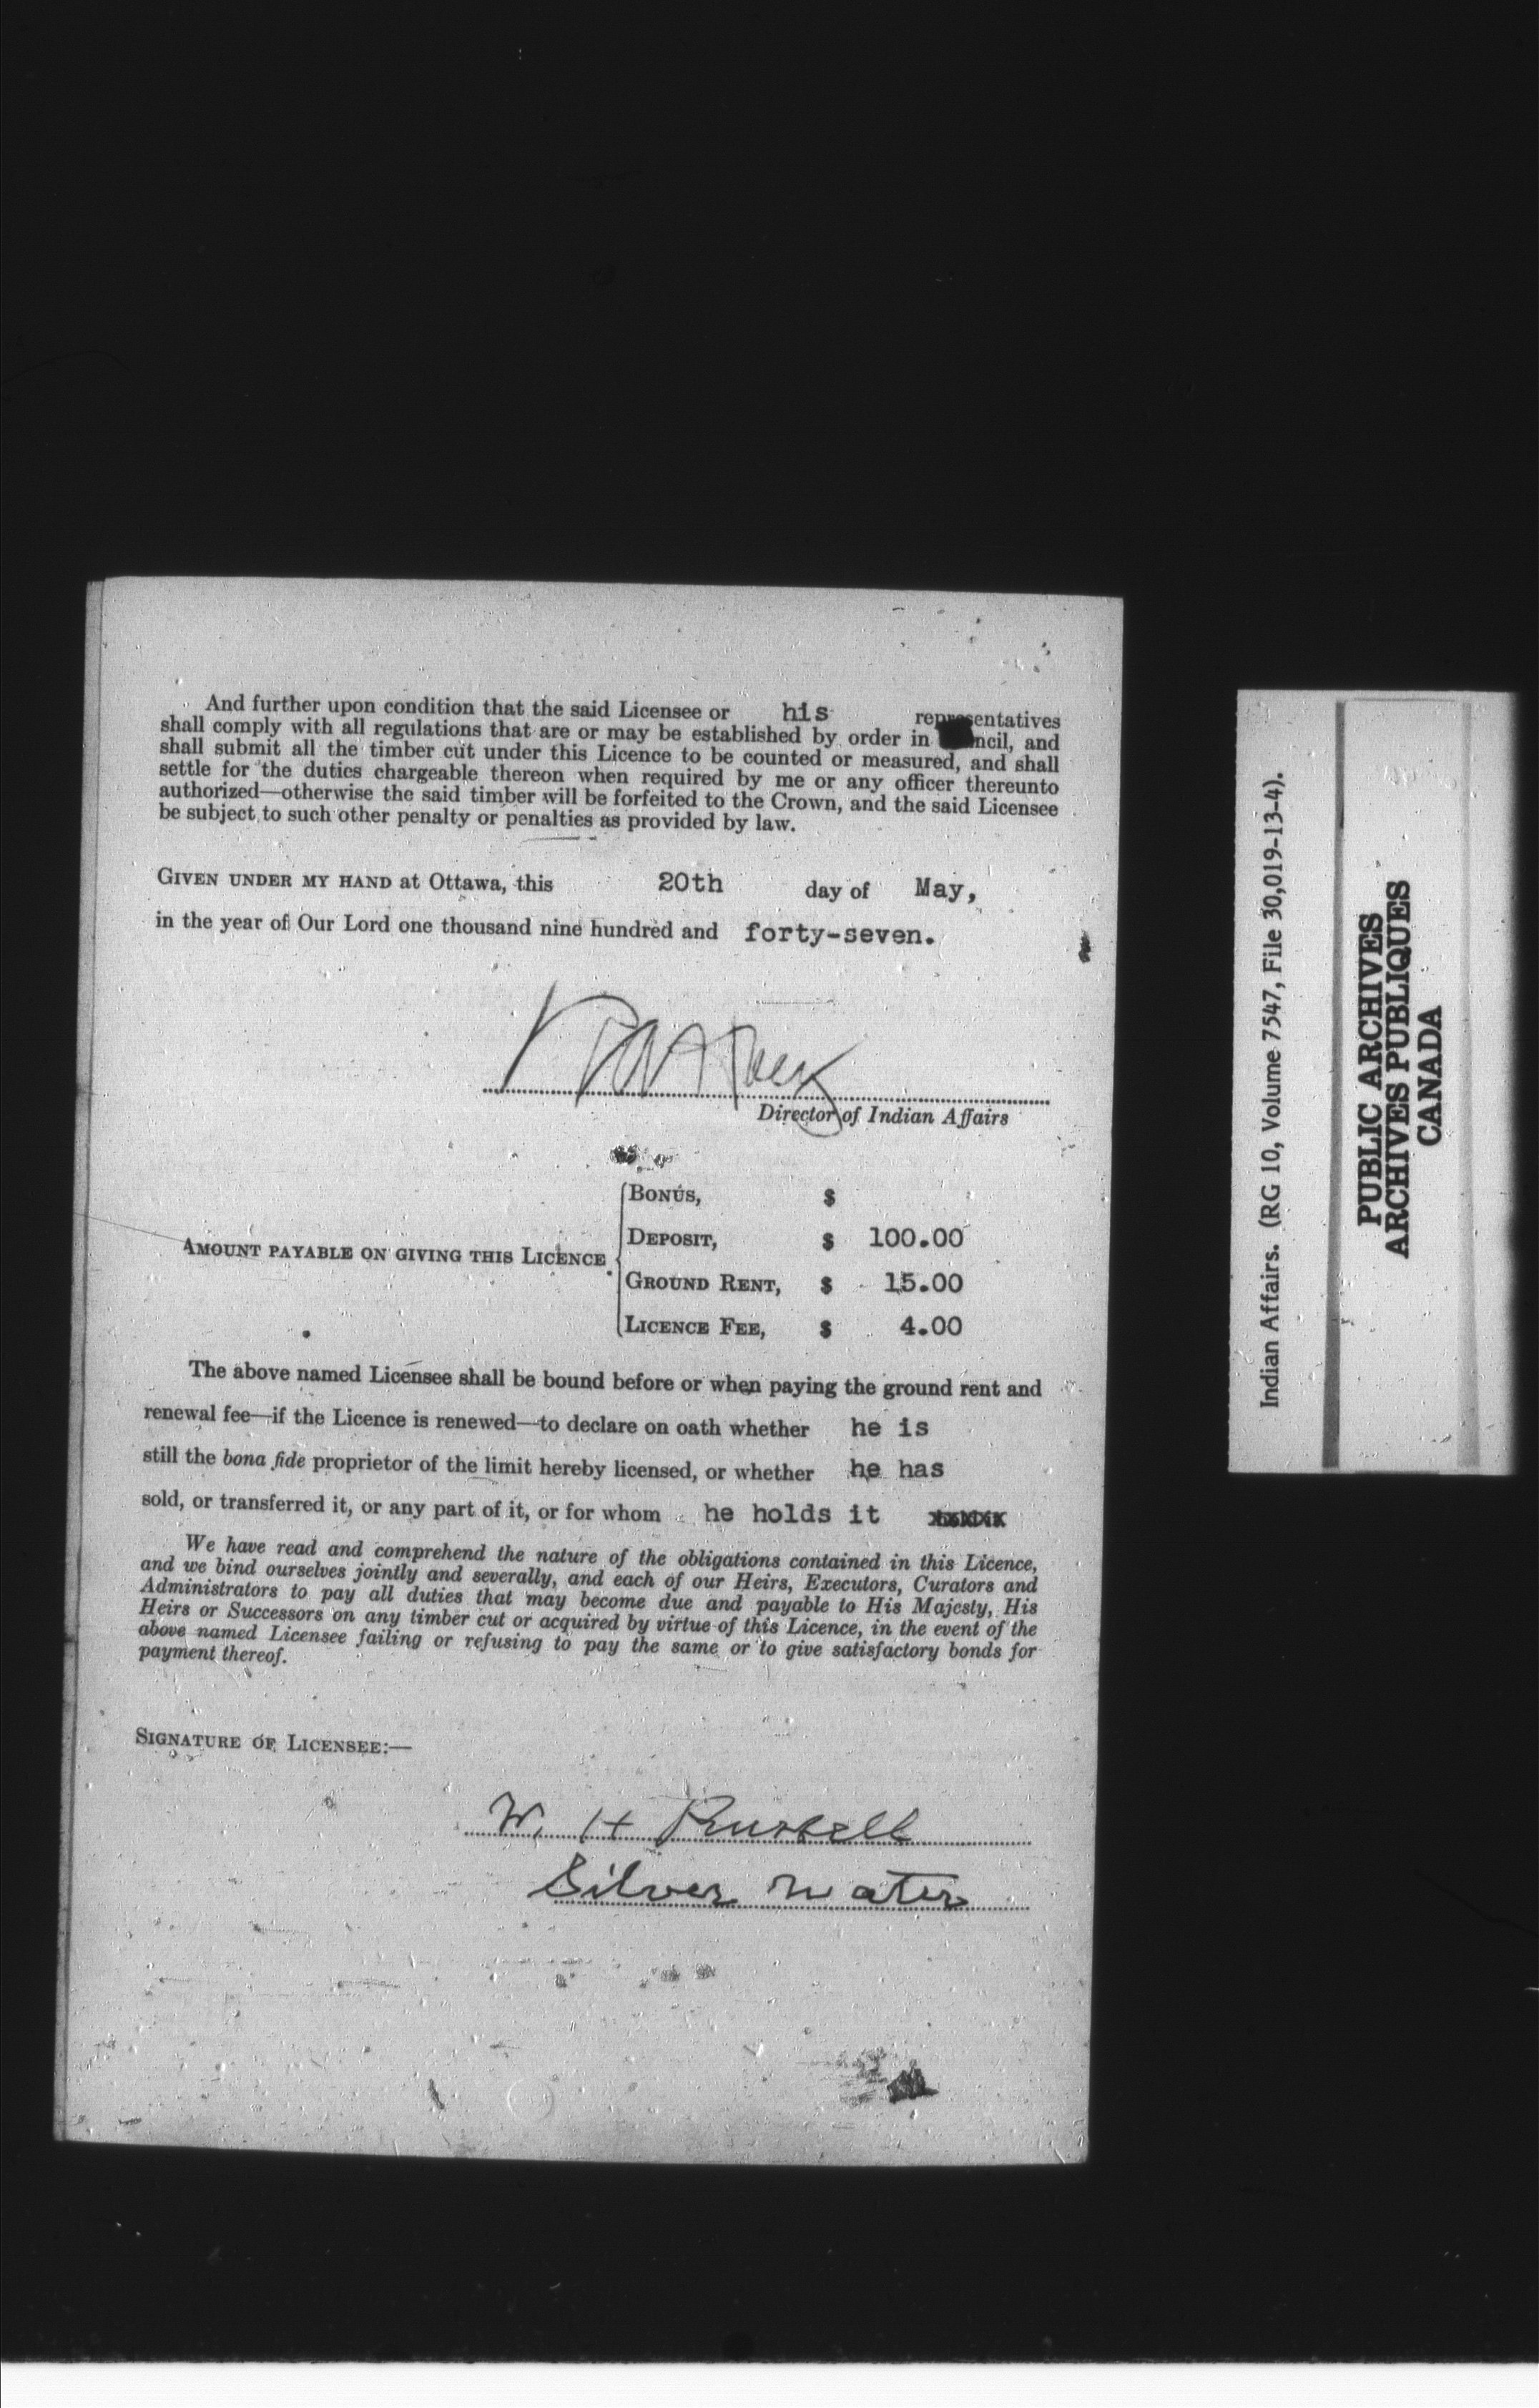 And further upon condition that the said Licensee or his representatives
shall comply with all regulations that are or may be established by order in ncil, and
shall submit all the timber cut under this Licence to be counted or measured, and shall
settle for the duties chargeable thereon when required by me or any officer thereunto
authorized—otherwise the said timber will be forfeited to the Crown, and the said Licensee
be subject to such other penalty or penalties as provided by law.
GIVEN UNDER MY HAND at Ottawa, this 20th day of May,
in the year of Our Lord one thousand nine hundred and forty-seven.
Director of Indian Affairs
BONUS, $
DEPOSIT, $ 100.00
AMOUNT PAYABLE ON GIVING THIS LICENCE
GROUND RENT, $ 15.00
LICENCE FEE, $ 4.00
The above named Licensee shall be bound before or when paying the ground rent and
renewal fee—if the Licence is renewed—to declare on oath whether he is
still the bona fide proprietor of the limit hereby licensed, or whether he has
sold, or transferred it, or any part of it, or for whom he holds it
We have read and comprehend the nature of the obligations contained in this Licence,
and we bind ourselves jointly and severally, and each of our Heirs, Executors, Curators and
Administrators to pay all duties that may become due and payable to His Majesty, His
Heirs or Successors on any timber cut or acquired by virtue of this Licence, in the event of the
above named Licensee failing or refusing to pay the same or to give satisfactory bonds for
payment thereof.
SIGNATURE OF LICENSEE:—
W. H Russell
Silver Water
Indian Affairs. (RG 10, Volume 7547, File 30,019-13-4).
PUBLIC ARCHIVES
ARCHIVES PUBLIQUES
CANADA